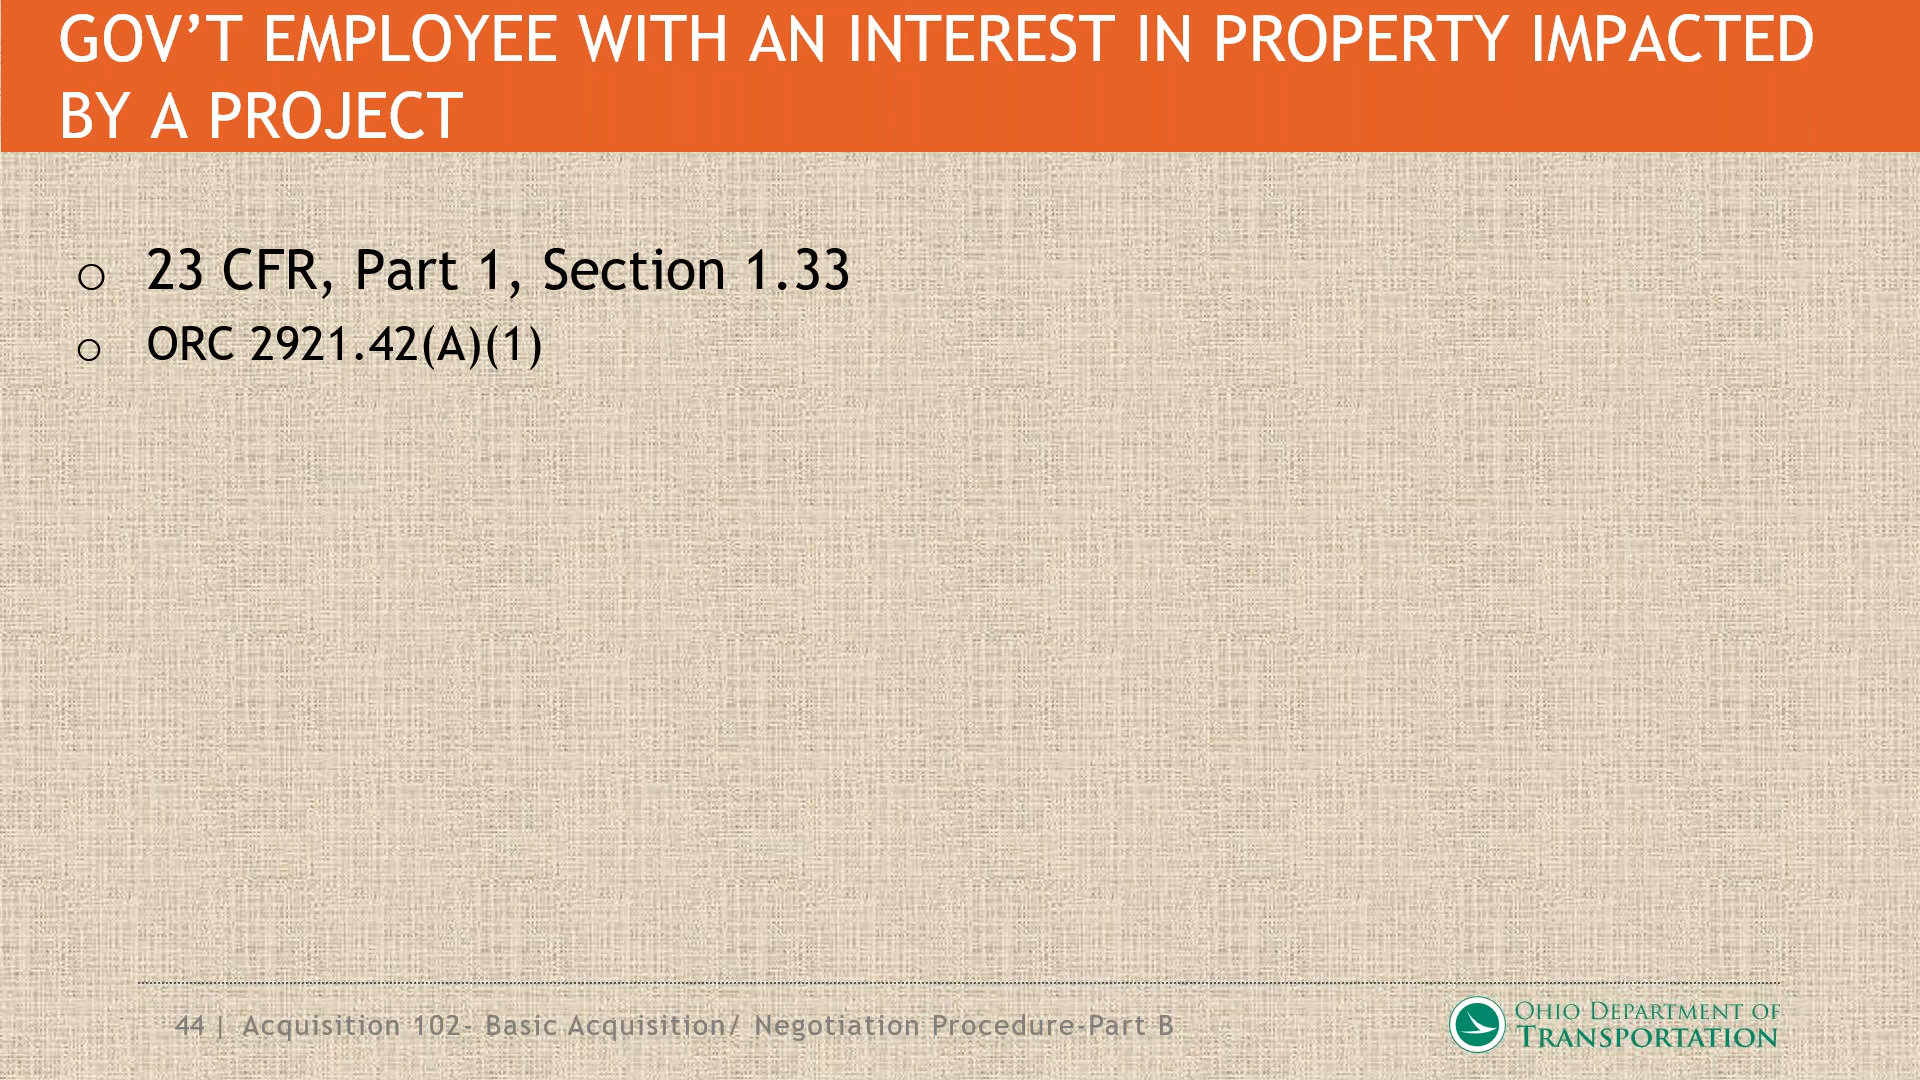 GOV’T EMPLOYEE WITH AN INTEREST IN PROPERTY IMPACTED
BY A PROJECT
o 23 CFR, Part 1, Section 1.33
o ORC 2921.42(A)(1)
44 | Acquisition 102- Basic Acquisition/ Negotiation Procedure-Part B
OHIO DEPARTMENT OF
TRANSPORTATION